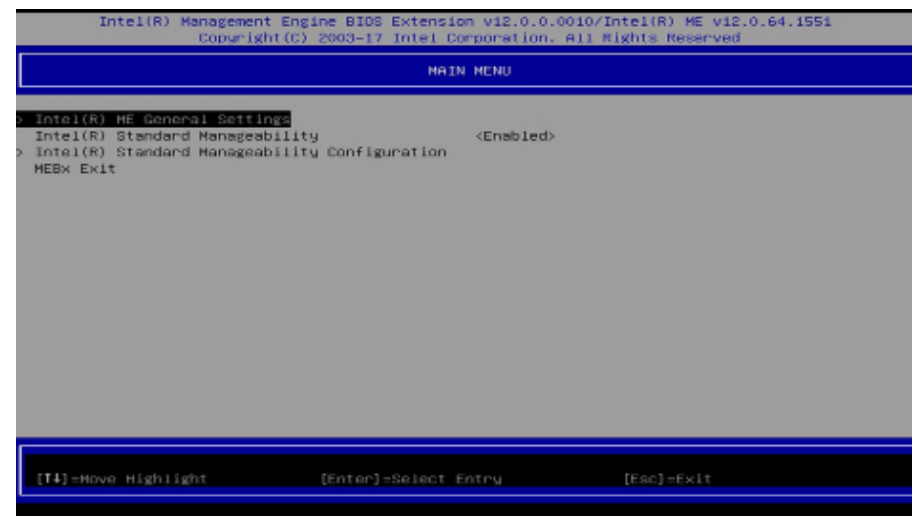 Intel(R) Management Engine BIOS Extension v12.0.0.0010/Intel(R) ME v12.0.64.1551
Copyright(C) 2003-17 Intel Corporation. All Rights Reserved
MAIN MENU
> Intel(R) ME General Settings
Intel(R) Standard Manageability <Enabled>
> Intel(R) Standard Manageability Configuration
MEBx Exit
[↑↓]=Move Highlight [Enter]=Select Entry [Esc]=Exit